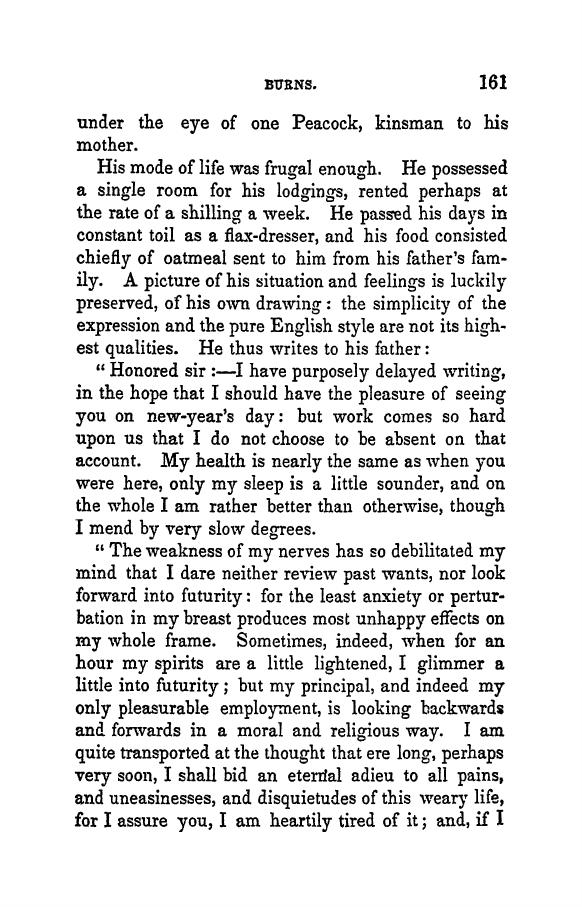 BURNS. 161
under the eye of one Peacock, kinsman to his
mother.
His mode of life was frugal enough. He possessed
a single room for his lodgings, rented perhaps at
the rate of a shilling a week. He passed his days in
constant toil as a flax-dresser, and his food consisted
chiefly of oatmeal sent to him from his father's fam-
ily. A picture of his situation and feelings is luckily
preserved, of his own drawing: the simplicity of the
expression and the pure English style are not its high-
est qualities. He thus writes to his father:
"Honored sir:—I have purposely delayed writing,
in the hope that I should have the pleasure of seeing
you on new-year's day: but work comes so hard
upon us that I do not choose to be absent on that
account. My health is nearly the same as when you
were here, only my sleep is a little sounder, and on
the whole I am rather better than otherwise, though
I mend by very slow degrees.
"The weakness of my nerves has so debilitated my
mind that I dare neither review past wants, nor look
forward into futurity: for the least anxiety or pertur-
bation in my breast produces most unhappy effects on
my whole frame. Sometimes, indeed, when for an
hour my spirits are a little lightened, I glimmer a
little into futurity; but my principal, and indeed my
only pleasurable employment, is looking backwards
and forwards in a moral and religious way. I am
quite transported at the thought that ere long, perhaps
very soon, I shall bid an eternal adieu to all pains,
and uneasinesses, and disquietudes of this weary life,
for I assure you, I am heartily tired of it; and, if I